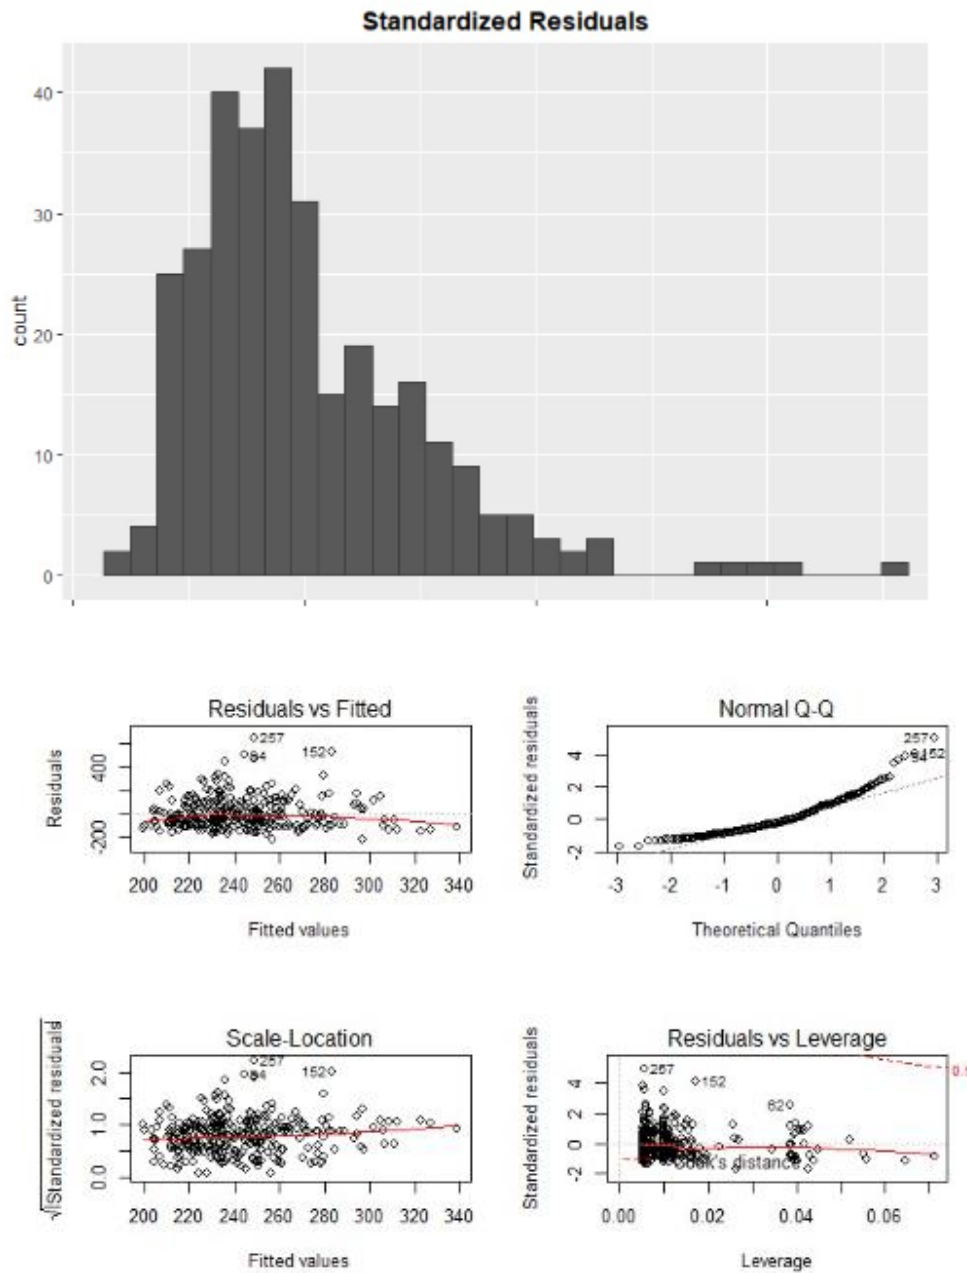 Standardized Residuals
40
30
20
10
0
count
Residuals vs Fitted
Residuals
400
-200
257
152
200 220 240 260 280 300 320 340
Fitted values
Normal Q-Q
Standardized residuals
4
2
0
-2
257
152
-3 -2 -1 0 1 2 3
Theoretical Quantiles
Scale-Location
√|Standardized residuals|
2.0
1.0
0.0
257
152
200 220 240 260 280 300 320 340
Fitted values
Residuals vs Leverage
Standardized residuals
4
2
0
-2
257
152
62
Cook's distance
0.00 0.02 0.04 0.06
Leverage